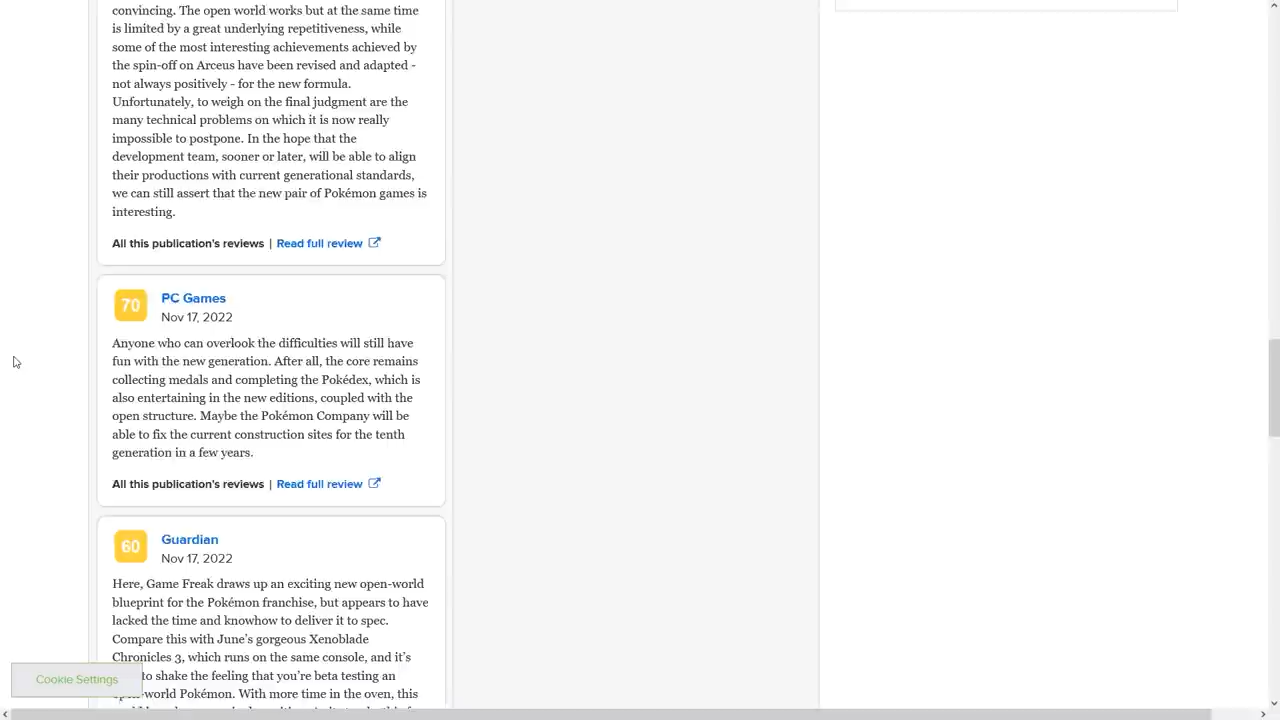 convincing. The open world works but at the same time
is limited by a great underlying repetitiveness, while
some of the most interesting achievements achieved by
the spin-off on Arceus have been revised and adapted -
not always positively - for the new formula.
Unfortunately, to weigh on the final judgment are the
many technical problems on which it is now really
impossible to postpone. In the hope that the
development team, sooner or later, will be able to align
their productions with current generational standards,
we can still assert that the new pair of Pokémon games is
interesting.
All this publication's reviews | Read full review
70 PC Games
Nov 17, 2022
Anyone who can overlook the difficulties will still have
fun with the new generation. After all, the core remains
collecting medals and completing the Pokédex, which is
also entertaining in the new editions, coupled with the
open structure. Maybe the Pokémon Company will be
able to fix the current construction sites for the tenth
generation in a few years.
All this publication's reviews | Read full review
60 Guardian
Nov 17, 2022
Here, Game Freak draws up an exciting new open-world
blueprint for the Pokémon franchise, but appears to have
lacked the time and knowhow to deliver it to spec.
Compare this with June's gorgeous Xenoblade
Chronicles 3, which runs on the same console, and it's
to shake the feeling that you're beta testing an
open-world Pokémon. With more time in the oven, this
Cookie Settings